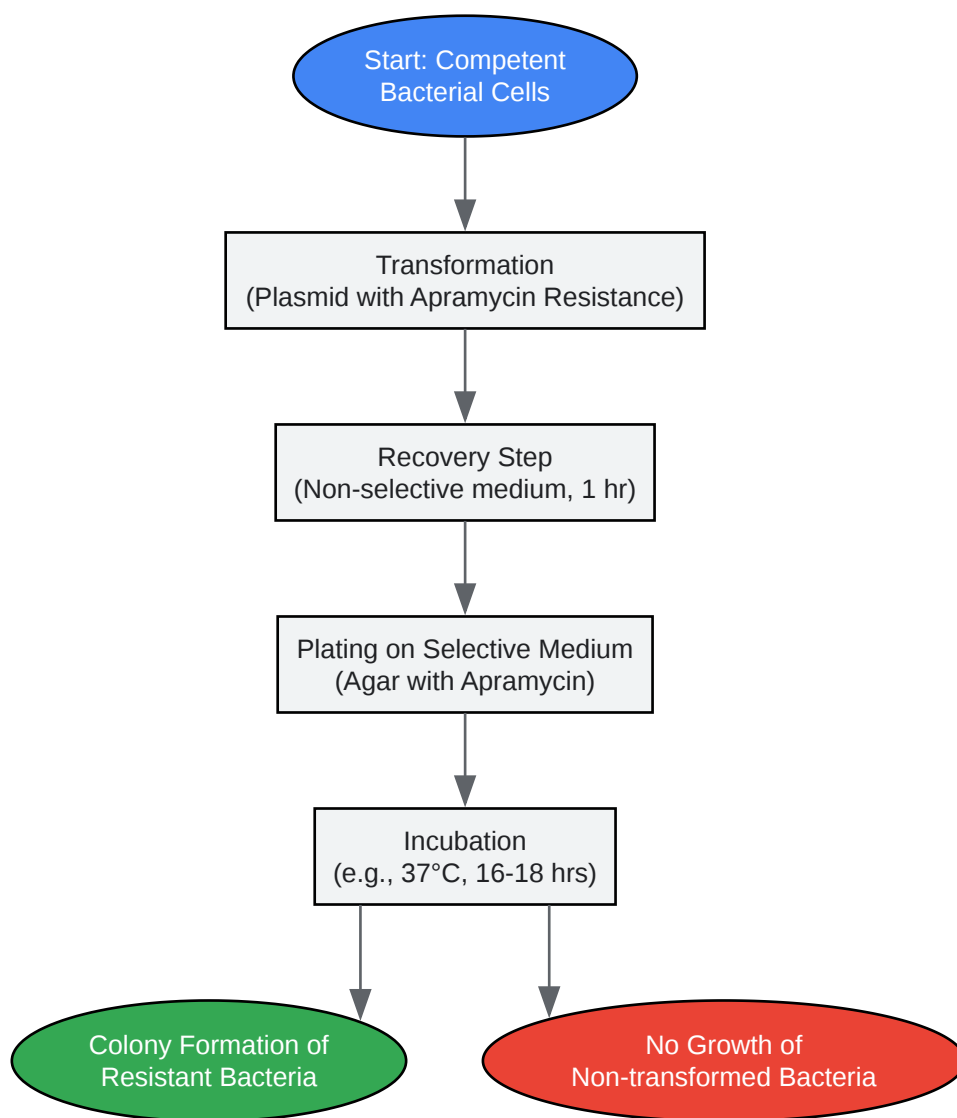 Start: Competent
Bacterial Cells
Transformation
(Plasmid with Apramycin Resistance)
Recovery Step
(Non-selective medium, 1 hr)
Plating on Selective Medium
(Agar with Apramycin)
Incubation
(e.g., 37°C, 16-18 hrs)
Colony Formation of
Resistant Bacteria
No Growth of
Non-transformed Bacteria